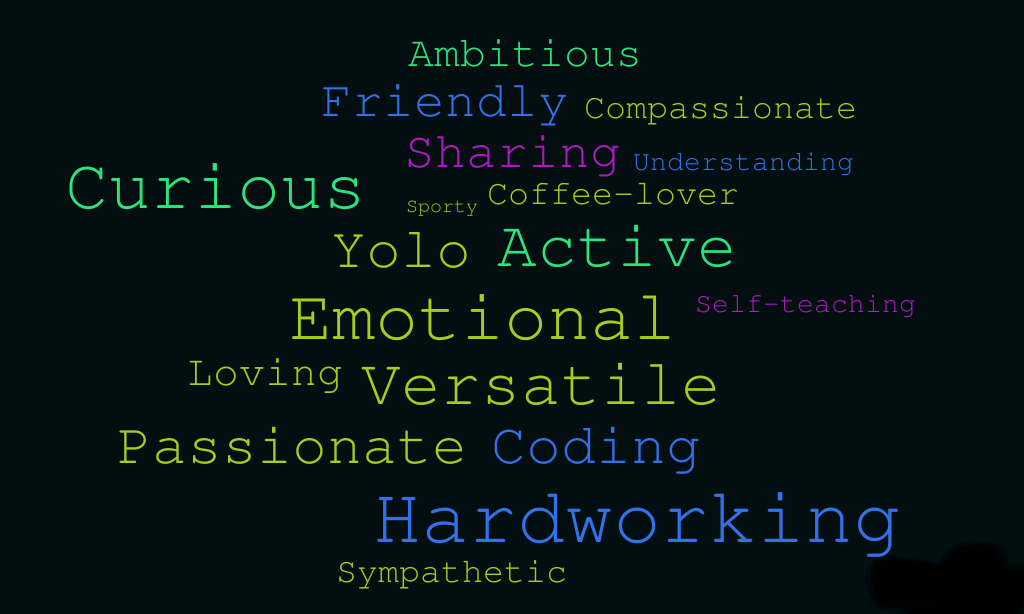 Ambitious
Friendly Compassionate
Sharing Understanding
Curious Sporty Coffee-lover
Yolo Active
Emotional Self-teaching
Loving Versatile
Passionate Coding
Hardworking
Sympathetic